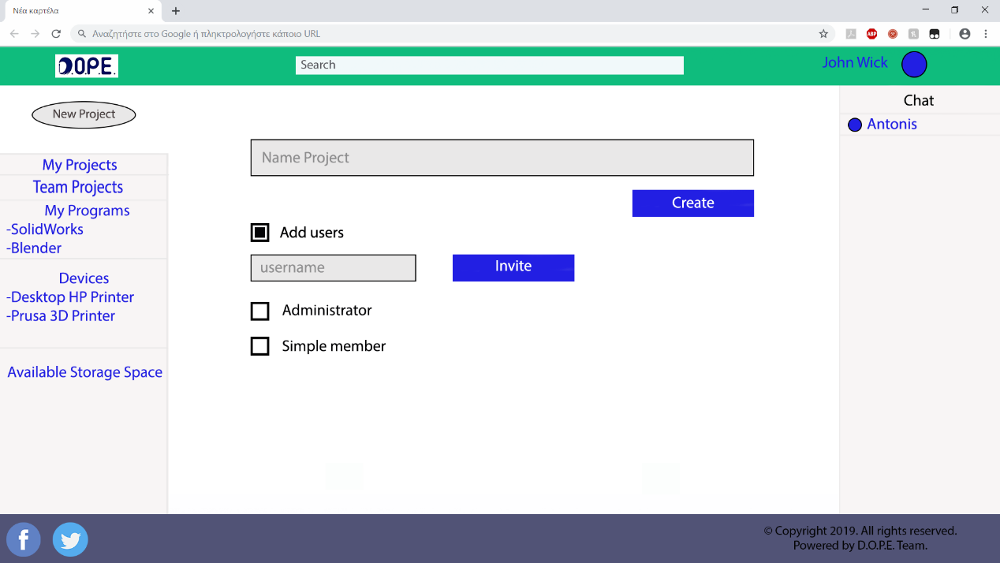 Νέα καρτέλα
Αναζητήστε στο Google ή πληκτρολογήστε κάποιο URL
ABP
D.O.P.E.
Search
John Wick
New Project
My Projects
Team Projects
My Programs
-SolidWorks
-Blender
Devices
-Desktop HP Printer
-Prusa 3D Printer
Available Storage Space
Name Project
Create
Add users
username
Invite
Administrator
Simple member
Chat
Antonis
© Copyright 2019. All rights reserved.
Powered by D.O.P.E. Team.